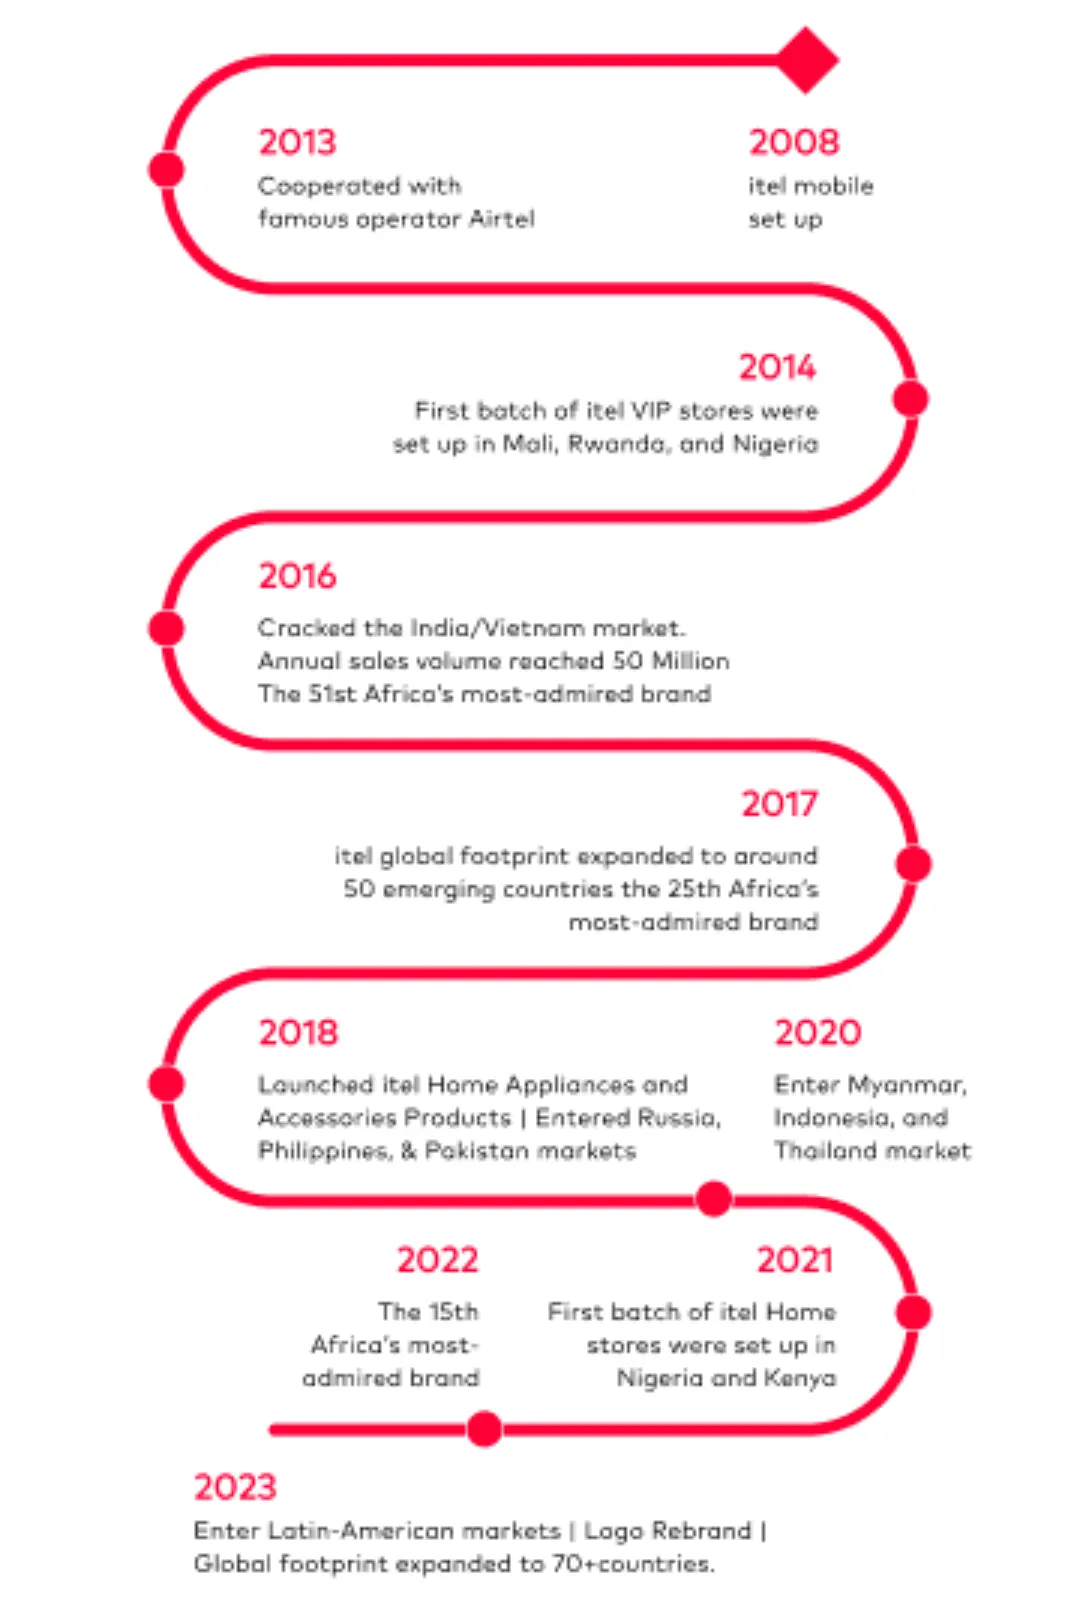 2008
itel mobile
set up
2013
Cooperated with
famous operator Airtel
2014
First batch of itel VIP stores were
set up in Mali, Rwanda, and Nigeria
2016
Cracked the India/Vietnam market.
Annual sales volume reached 50 Million
The 51st Africa's most-admired brand
2017
itel global footprint expanded to around
50 emerging countries the 25th Africa's
most-admired brand
2018
Launched itel Home Appliances and
Accessories Products | Entered Russia,
Philippines, & Pakistan markets
2020
Enter Myanmar,
Indonesia, and
Thailand market
2021
First batch of itel Home
stores were set up in
Nigeria and Kenya
2022
The 15th
Africa's most-
admired brand
2023
Enter Latin-American markets | Logo Rebrand |
Global footprint expanded to 70+countries.